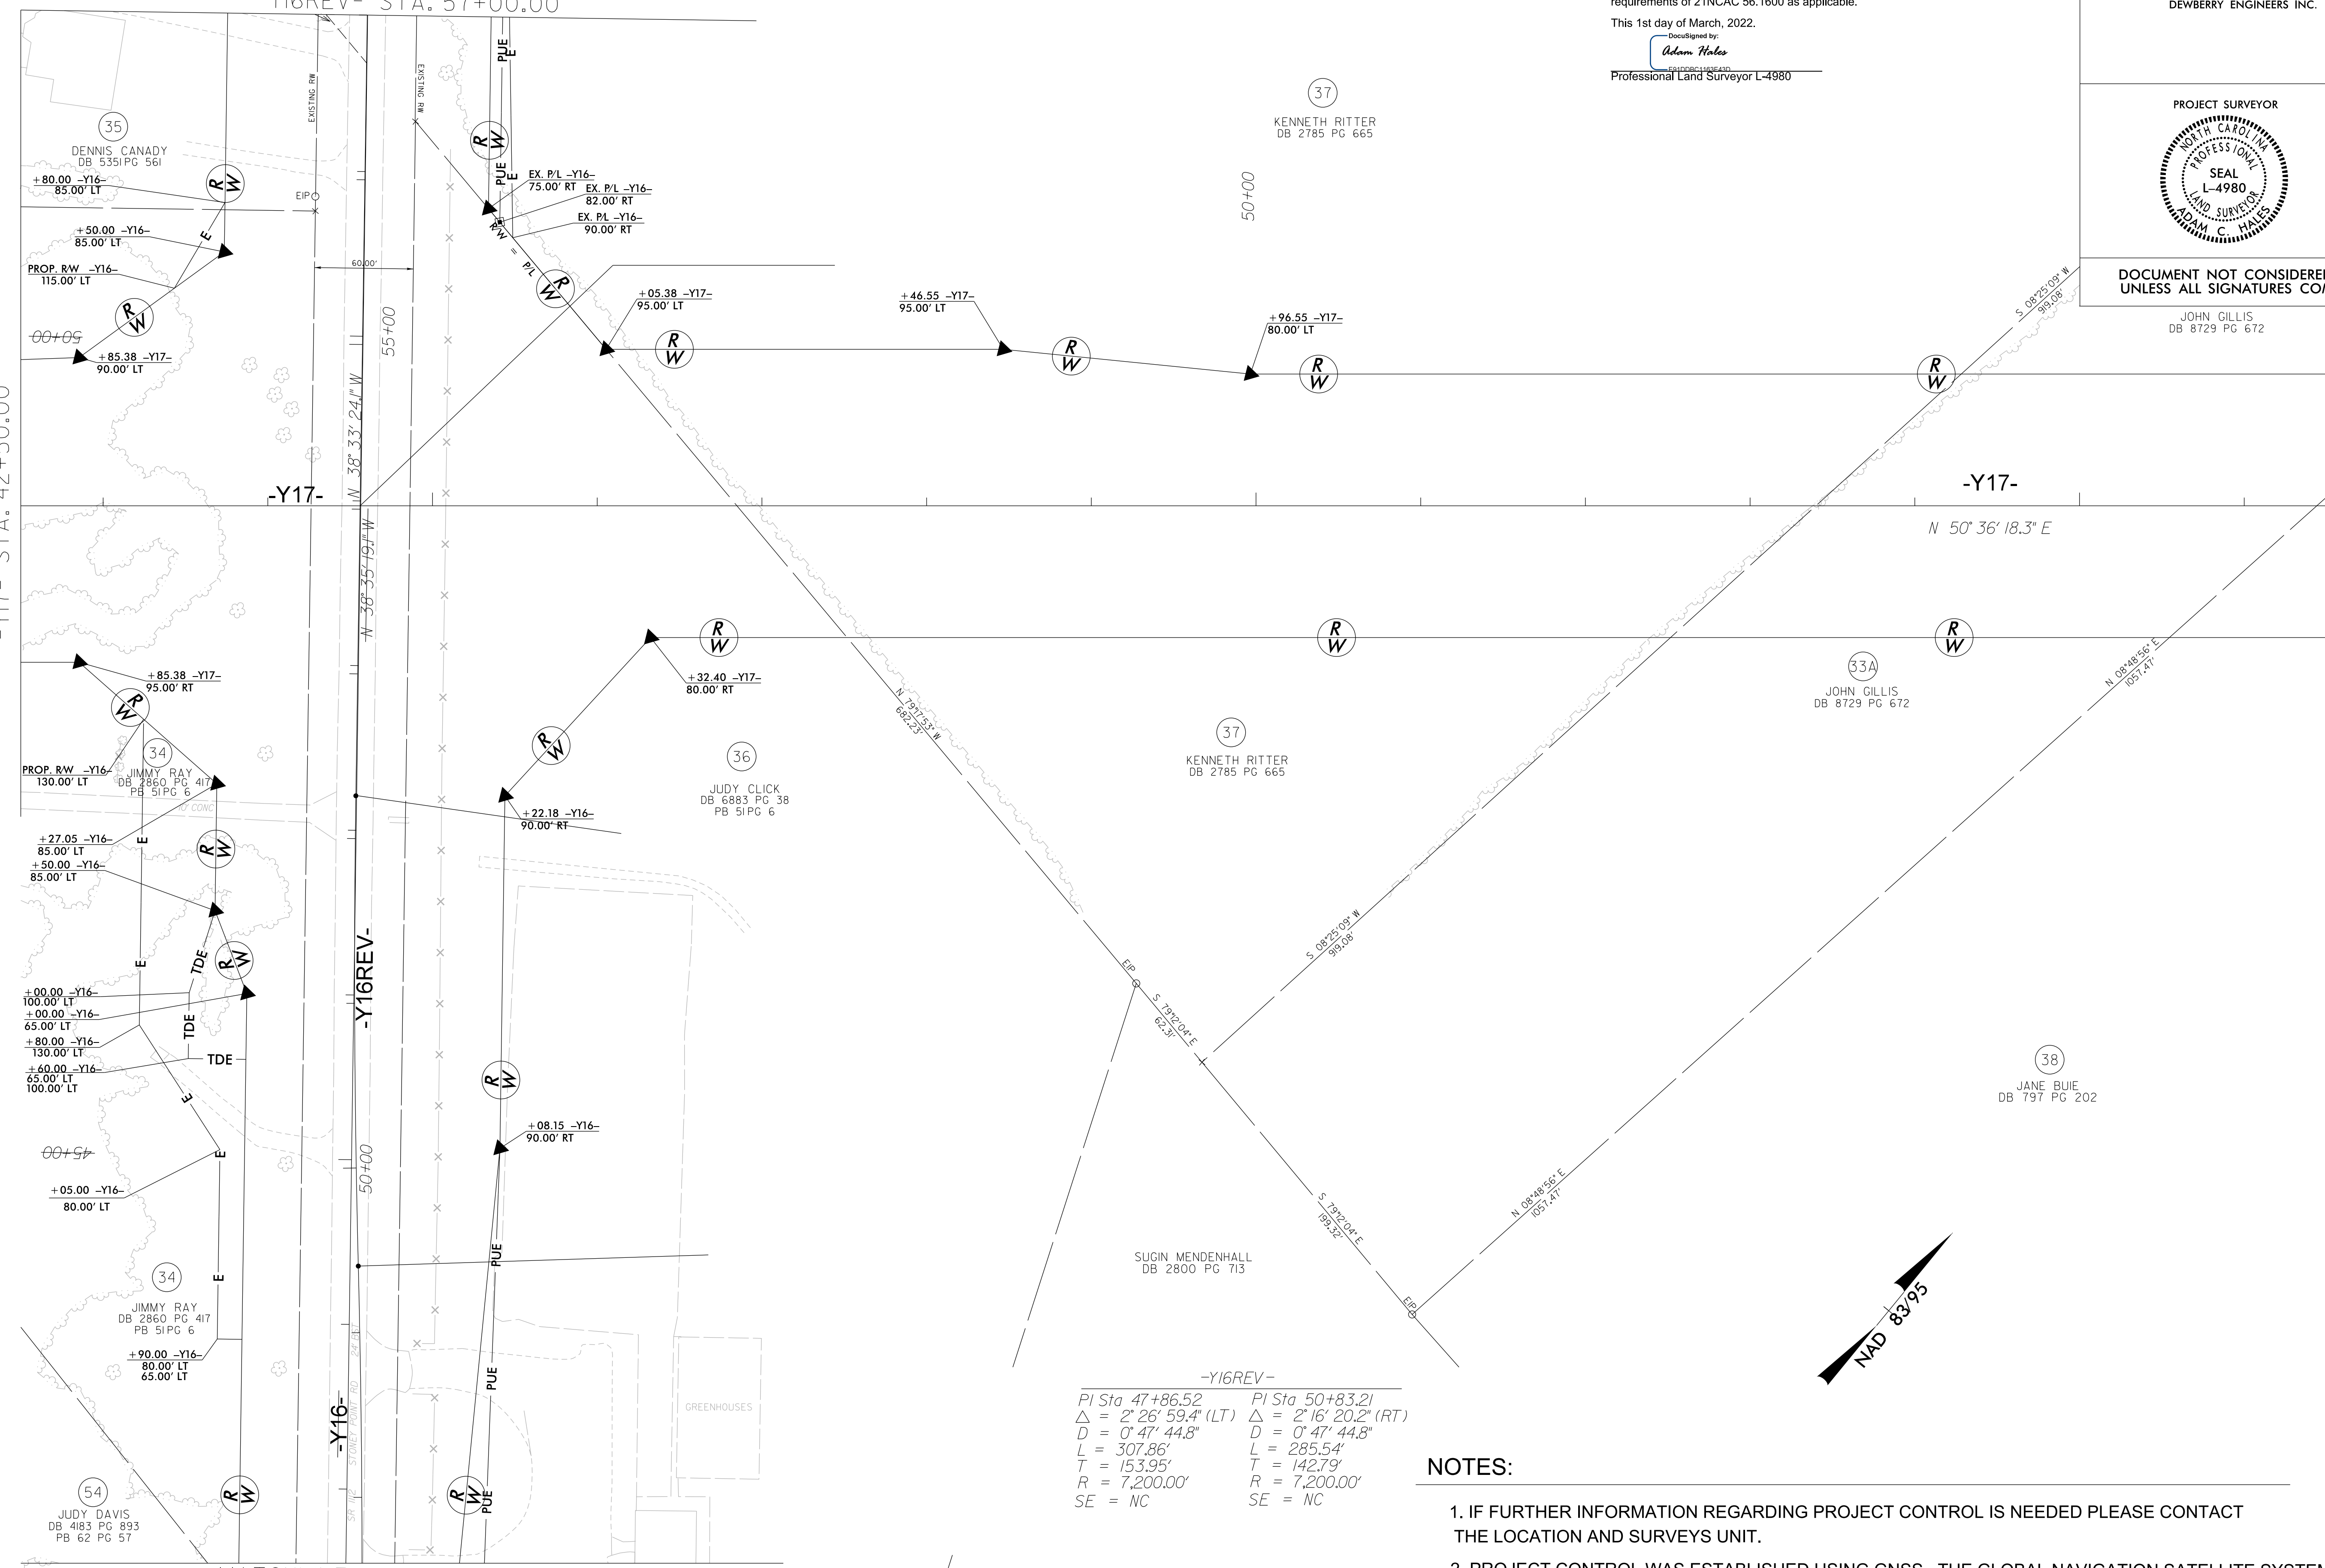 requirements of 21NCAC 56.1600 as applicable.
This 1st day of March, 2022.
DocuSigned by:
Adam Hales
Professional Land Surveyor L-4980
DEWBERRY ENGINEERS INC.
PROJECT SURVEYOR
NORTH CAROLINA
PROFESSIONAL
SEAL
L-4980
LAND SURVEYOR
ADAM C. HALES
DOCUMENT NOT CONSIDERE
UNLESS ALL SIGNATURES CO
JOHN GILLIS
DB 8729 PG 672
S 08°25'09" W
919.08'
37
KENNETH RITTER
DB 2785 PG 665
50+00
EXISTING RW
EXISTING RW
PUE
E
R
W
PUE
E
35
DENNIS CANADY
DB 5351 PG 561
+80.00 -Y16-
85.00' LT
R
W
EIP
+50.00 -Y16-
85.00' LT
E
PROP. R/W -Y16-
115.00' LT
R
W
50+00
+85.38 -Y17-
90.00' LT
60.00'
55+00
N 38° 33' 24.1" W
EX. P/L -Y16-
75.00' RT
EX. P/L -Y16-
82.00' RT
EX. P/L -Y16-
90.00' RT
R/W = P/L
R
W
+05.38 -Y17-
95.00' LT
R
W
+46.55 -Y17-
95.00' LT
R
W
+96.55 -Y17-
80.00' LT
R
W
R
W
-Y17-
-Y17-
N 50° 36' 18.3" E
N 38° 35' 19.1" W
+85.38 -Y17-
95.00' RT
R
W
34
JIMMY RAY
DB 2860 PG 417
PB 51 PG 6
PROP. R/W -Y16-
130.00' LT
+27.05 -Y16-
85.00' LT
+50.00 -Y16-
85.00' LT
E
R
W
R
W
R
W
R
W
+32.40 -Y17-
80.00' RT
R
W
36
JUDY CLICK
DB 6883 PG 38
PB 51 PG 6
+22.18 -Y16-
90.00' RT
N 79°17'53" W
682.23'
37
KENNETH RITTER
DB 2785 PG 665
33A
JOHN GILLIS
DB 8729 PG 672
N 08°48'56" E
1057.47'
E
TDE
R
W
-Y16REV-
+00.00 -Y16-
100.00' LT
+00.00 -Y16-
65.00' LT
TDE
+80.00 -Y16-
130.00' LT
TDE
+60.00 -Y16-
65.00' LT
100.00' LT
E
R
W
EIP
S 79°12'04" E
62.31'
S 08°25'09" W
919.08'
38
JANE BUIE
DB 797 PG 202
+08.15 -Y16-
90.00' RT
45+00
E
50+00
+05.00 -Y16-
80.00' LT
N 08°48'56" E
1057.47'
S 79°12'04" E
199.32'
PUE
SUGIN MENDENHALL
DB 2800 PG 713
34
JIMMY RAY
DB 2860 PG 417
PB 51 PG 6
E
EIP
NAD 83/95
+90.00 -Y16-
80.00' LT
65.00' LT
24' BST
SR 1112 STONEY POINT RD
-Y16-
PUE
GREENHOUSES
-Y16REV-
PI Sta 47+86.52
△ = 2° 26' 59.4" (LT)
D = 0° 47' 44.8"
L = 307.86'
T = 153.95'
R = 7,200.00'
SE = NC
PI Sta 50+83.21
△ = 2° 16' 20.2" (RT)
D = 0° 47' 44.8"
L = 285.54'
T = 142.79'
R = 7,200.00'
SE = NC
54
JUDY DAVIS
DB 4183 PG 893
PB 62 PG 57
R
W
R
W
PUE
NOTES:
1. IF FURTHER INFORMATION REGARDING PROJECT CONTROL IS NEEDED PLEASE CONTACT
THE LOCATION AND SURVEYS UNIT.
2. PROJECT CONTROL WAS ESTABLISHED USING GNSS, THE GLOBAL NAVIGATION SATELLITE SYSTEM